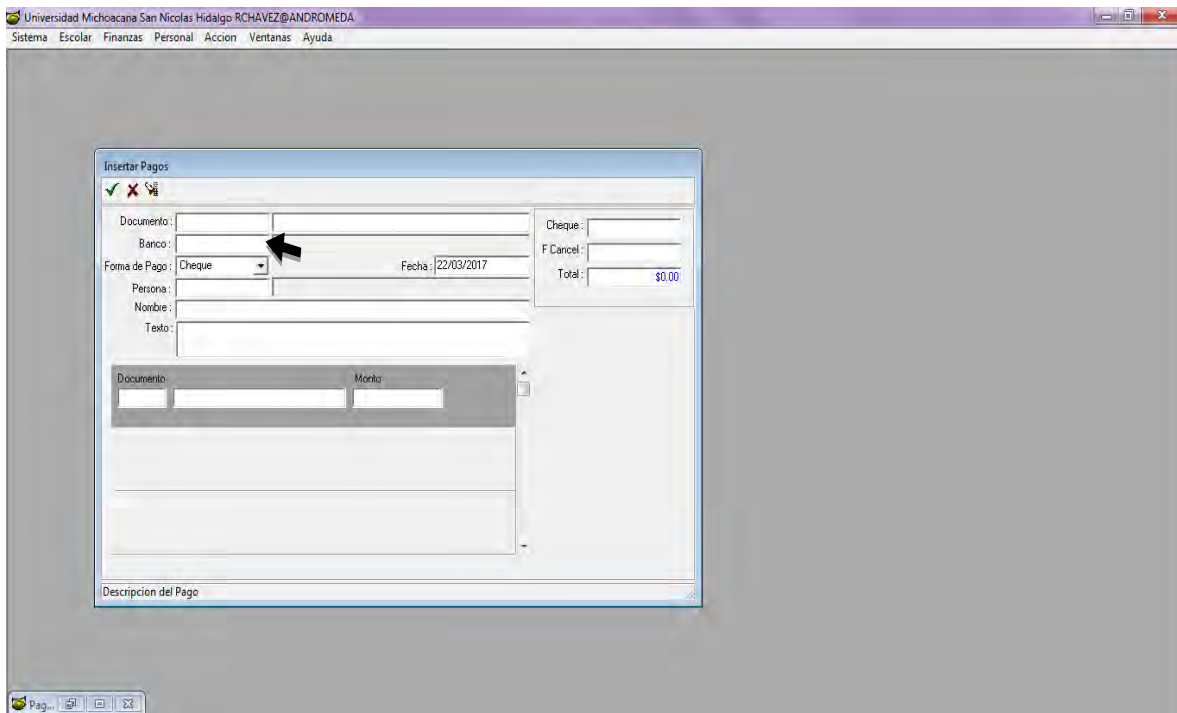 Universidad Michoacana San Nicolas Hidalgo RCHAVEZ@ANDROMEDA
Sistema Escolar Finanzas Personal Accion Ventanas Ayuda
Insertar Pagos
Documento :
Cheque :
Banco :
F Cancel :
Forma de Pago : Cheque Fecha : 22/03/2017
Total : $0.00
Persona :
Nombre :
Texto :
Documento Monto
Descripcion del Pago
Pag...